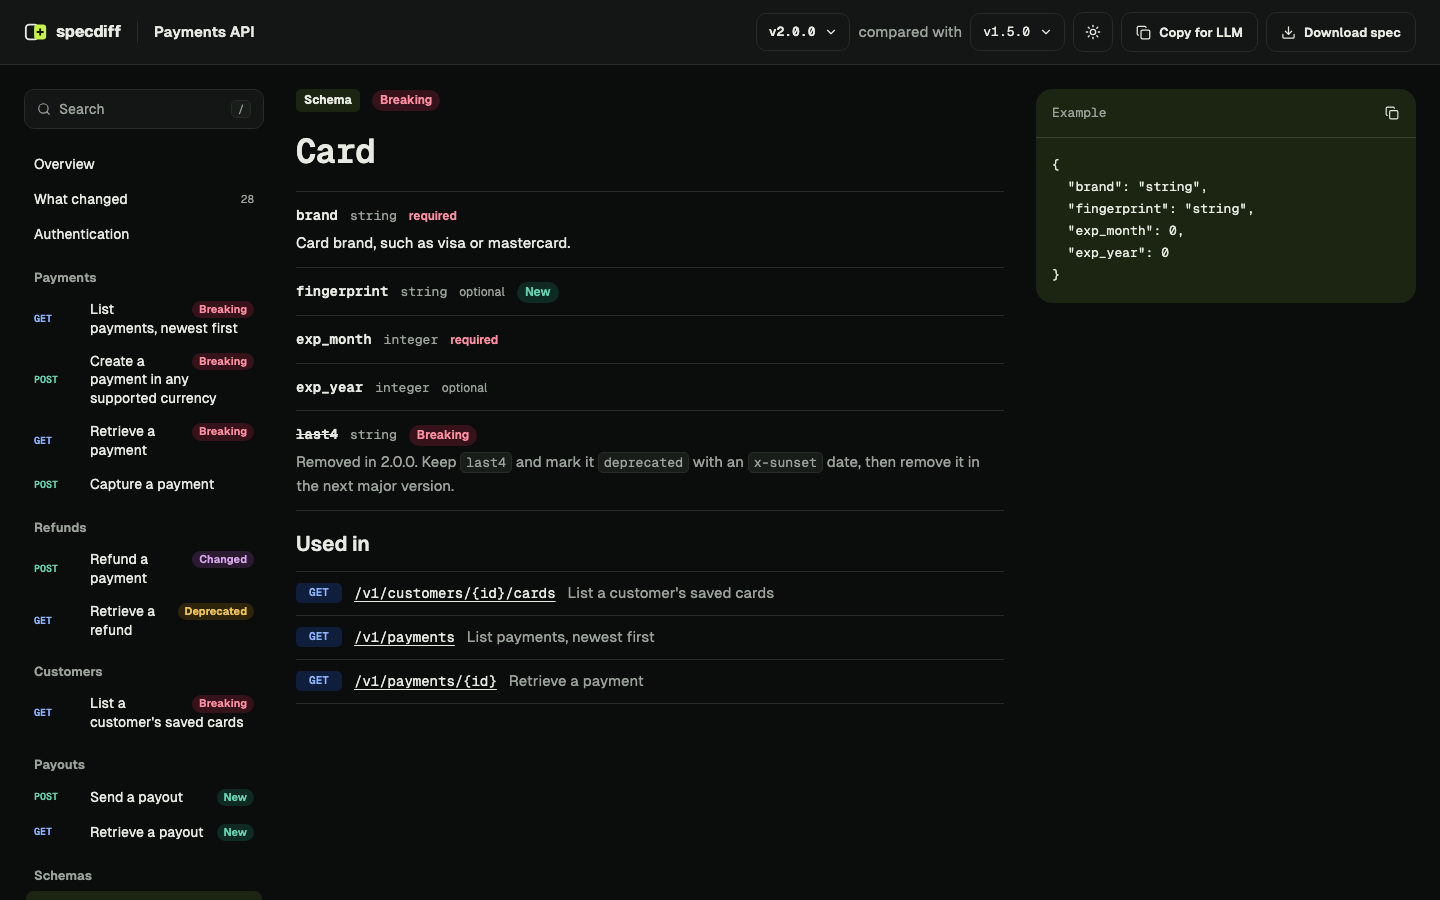 specdiff
Payments API
v2.0.0
compared with
v1.5.0
Copy for LLM
Download spec
Search
/
Overview
What changed 28
Authentication
Payments
GET List payments, newest first Breaking
POST Create a payment in any supported currency Breaking
GET Retrieve a payment Breaking
POST Capture a payment
Refunds
POST Refund a payment Changed
GET Retrieve a refund Deprecated
Customers
GET List a customer's saved cards Breaking
Payouts
POST Send a payout New
GET Retrieve a payout New
Schemas
Schema Breaking
Card
brand string required
Card brand, such as visa or mastercard.
fingerprint string optional New
exp_month integer required
exp_year integer optional
last4 string Breaking
Removed in 2.0.0. Keep last4 and mark it deprecated with an x-sunset date, then remove it in
the next major version.
Used in
GET /v1/customers/{id}/cards List a customer's saved cards
GET /v1/payments List payments, newest first
GET /v1/payments/{id} Retrieve a payment
Example
{
"brand": "string",
"fingerprint": "string",
"exp_month": 0,
"exp_year": 0
}